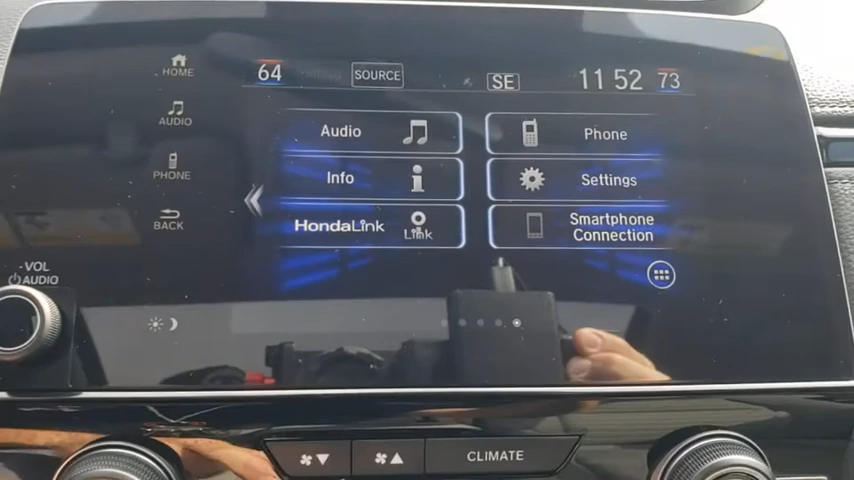 HOME
64
SOURCE
SE
11:52
73
AUDIO
Audio
Phone
PHONE
Info
Settings
BACK
HondaLink
Link
Smartphone
Connection
VOL
AUDIO
CLIMATE